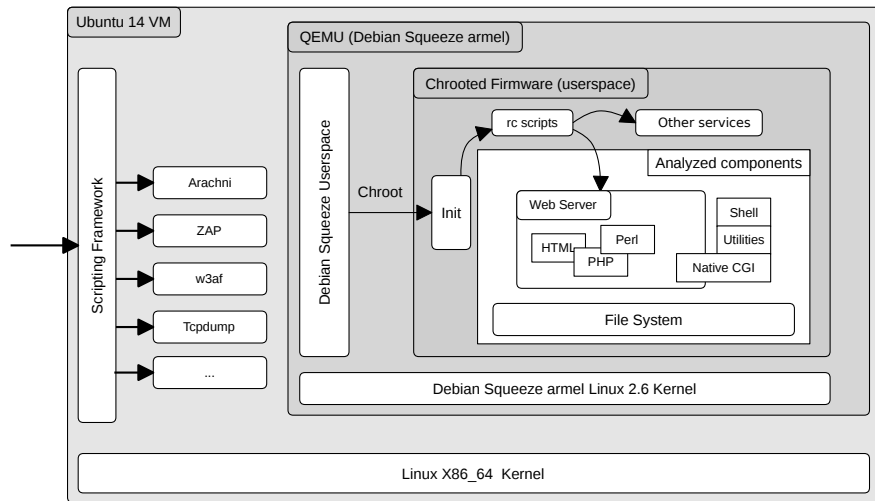 Ubuntu 14 VM
QEMU (Debian Squeeze armel)
Chrooted Firmware (userspace)
rc scripts
Other services
Analyzed components
Scripting Framework
Arachni
ZAP
w3af
Tcpdump
...
Debian Squeeze Userspace
Chroot
Init
Web Server
HTML
PHP
Perl
Shell
Utilities
Native CGI
File System
Debian Squeeze armel Linux 2.6 Kernel
Linux X86_64 Kernel